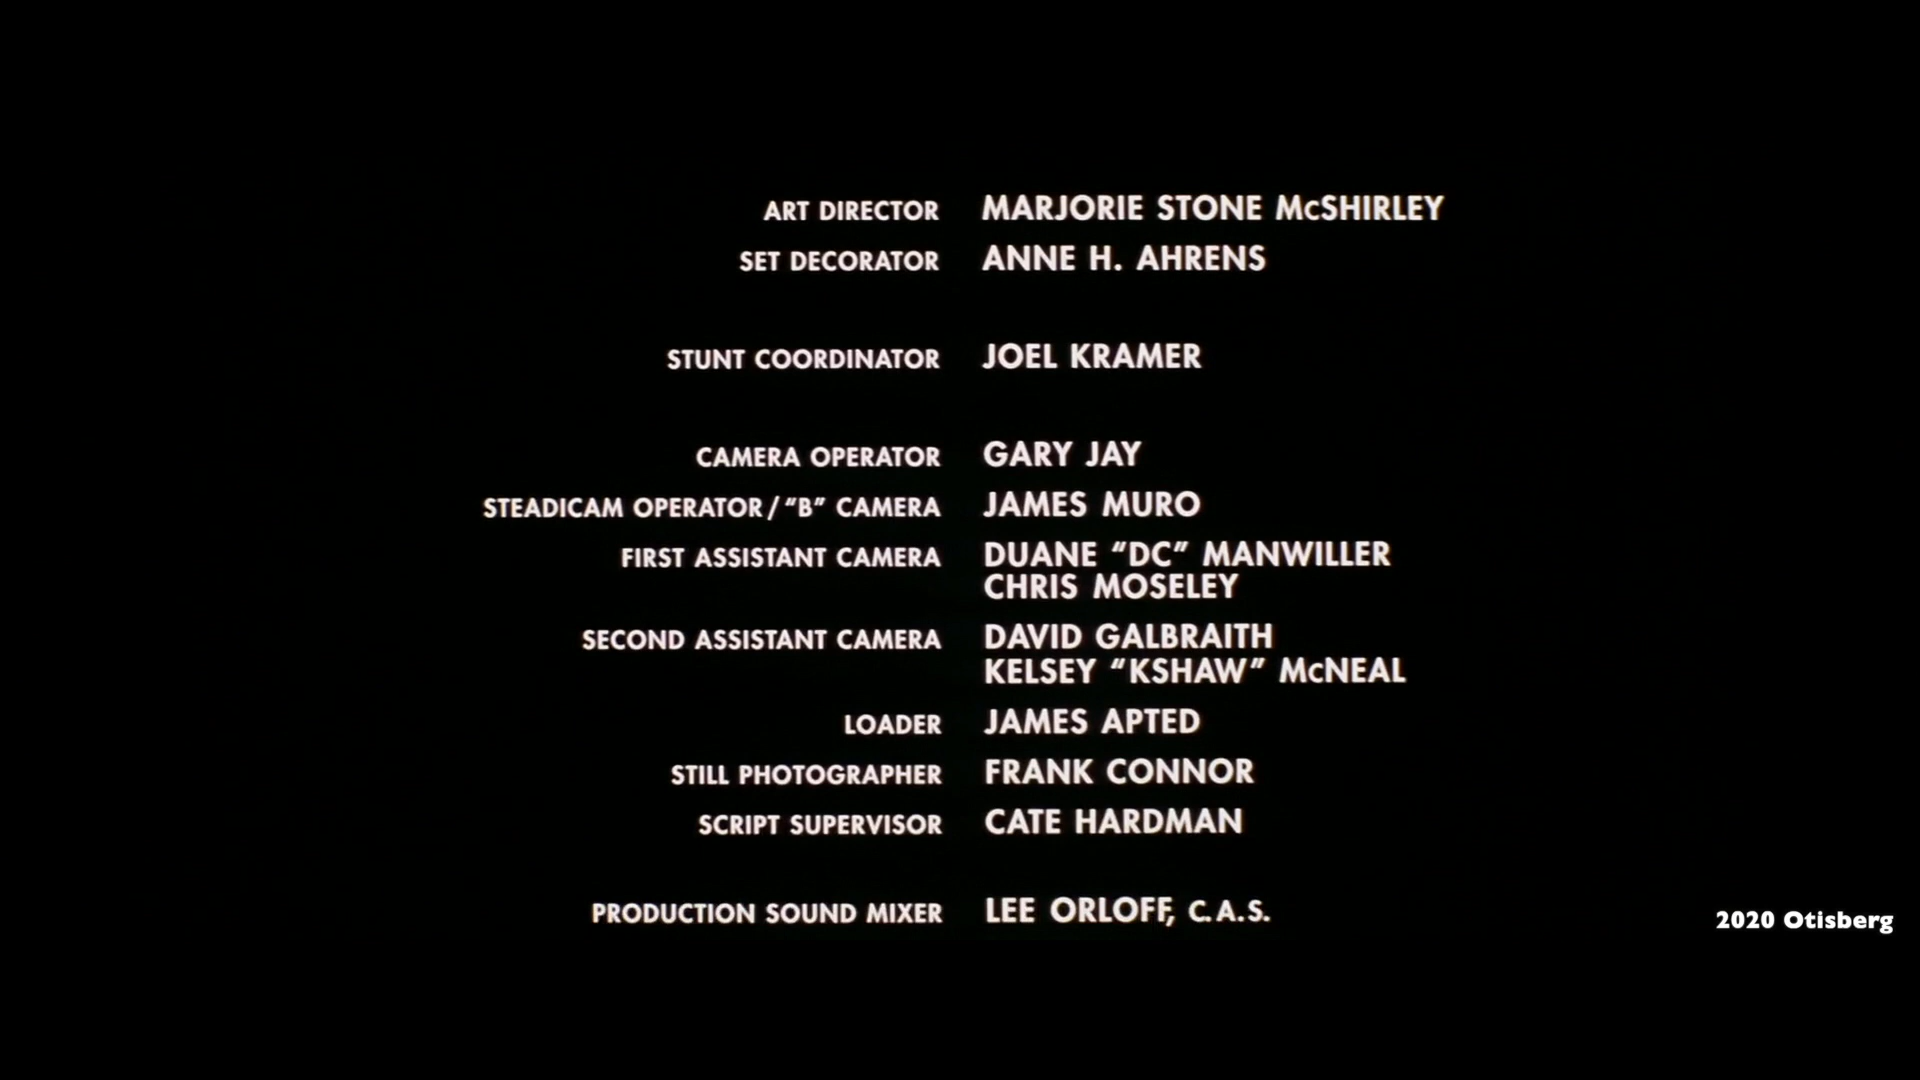 ART DIRECTOR MARJORIE STONE McSHIRLEY
SET DECORATOR ANNE H. AHRENS
STUNT COORDINATOR JOEL KRAMER
CAMERA OPERATOR GARY JAY
STEADICAM OPERATOR/“B” CAMERA JAMES MURO
FIRST ASSISTANT CAMERA DUANE “DC” MANWILLER
CHRIS MOSELEY
SECOND ASSISTANT CAMERA DAVID GALBRAITH
KELSEY “KSHAW” McNEAL
LOADER JAMES APTED
STILL PHOTOGRAPHER FRANK CONNOR
SCRIPT SUPERVISOR CATE HARDMAN
PRODUCTION SOUND MIXER LEE ORLOFF, C.A.S.
2020 Otisberg